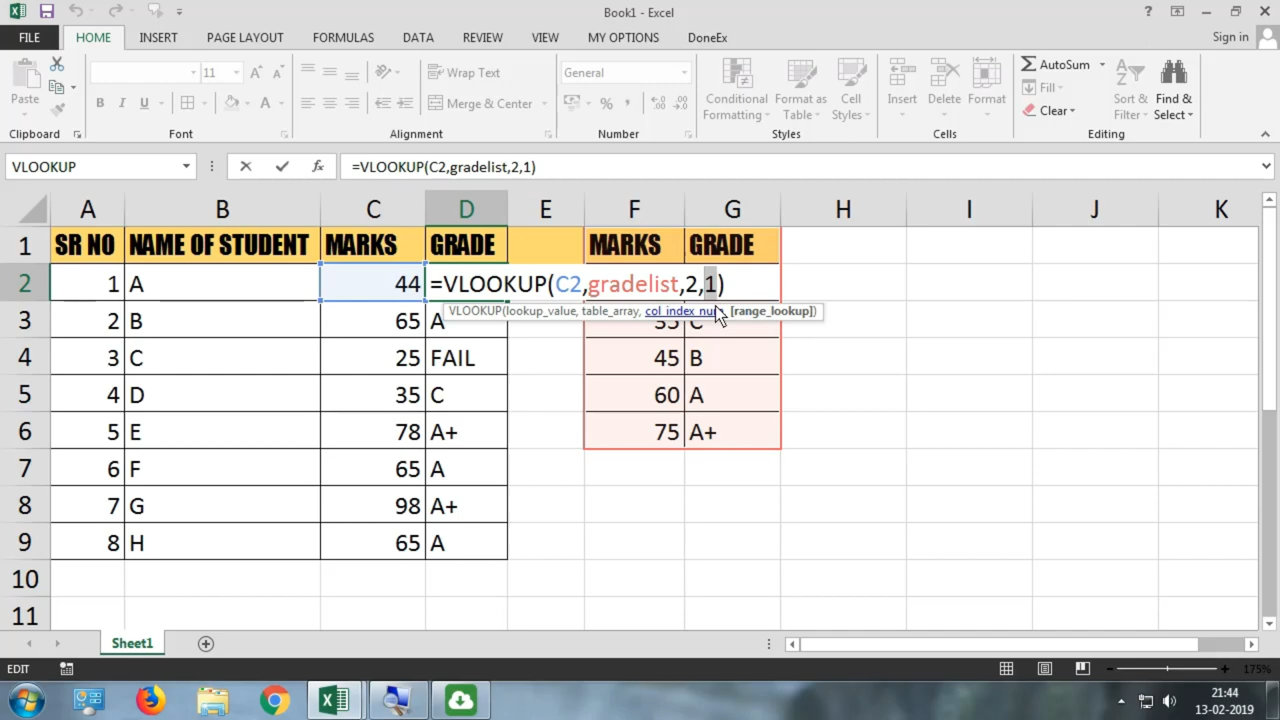 Book1 - Excel
FILE HOME INSERT PAGE LAYOUT FORMULAS DATA REVIEW VIEW MY OPTIONS DoneEx Sign in
Paste
11
Wrap Text
Merge & Center
General
Conditional Formatting
Format as Table
Cell Styles
Insert
Delete
Format
AutoSum
Fill
Clear
Sort & Filter
Find & Select
Clipboard Font Alignment Number Styles Cells Editing
VLOOKUP =VLOOKUP(C2,gradelist,2,1)
A B C D E F G H I J K
1 SR NO NAME OF STUDENT MARKS GRADE MARKS GRADE
2 1 A 44 =VLOOKUP(C2,gradelist,2,1)
VLOOKUP(lookup_value, table_array, col_index_num, [range_lookup])
3 2 B 65 A 35 C
4 3 C 25 FAIL 45 B
5 4 D 35 C 60 A
6 5 E 78 A+ 75 A+
7 6 F 65 A
8 7 G 98 A+
9 8 H 65 A
10
11
Sheet1
EDIT 175%
21:44
13-02-2019